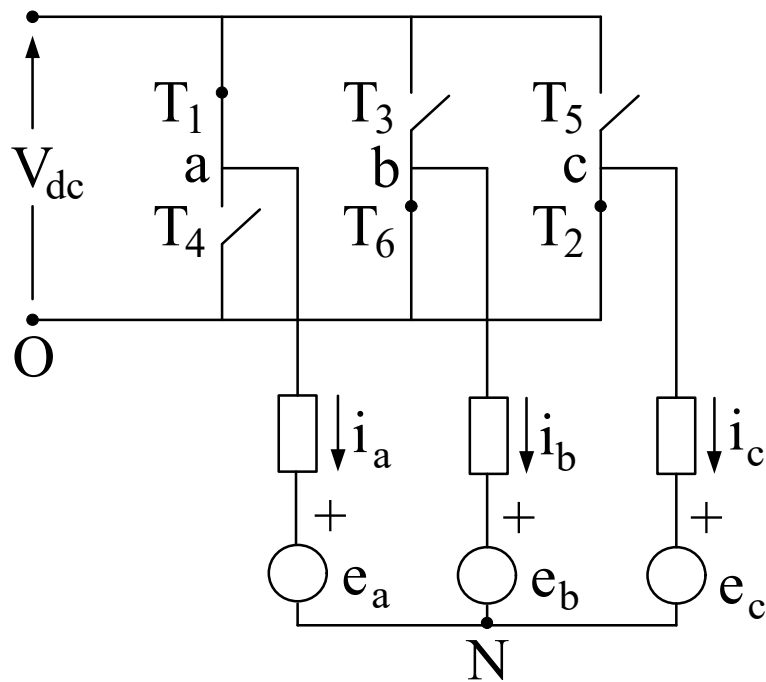 T1 T3 T5
Vdc a b c
T4 T6 T2
O
ia ib ic
+ + +
ea eb ec
N